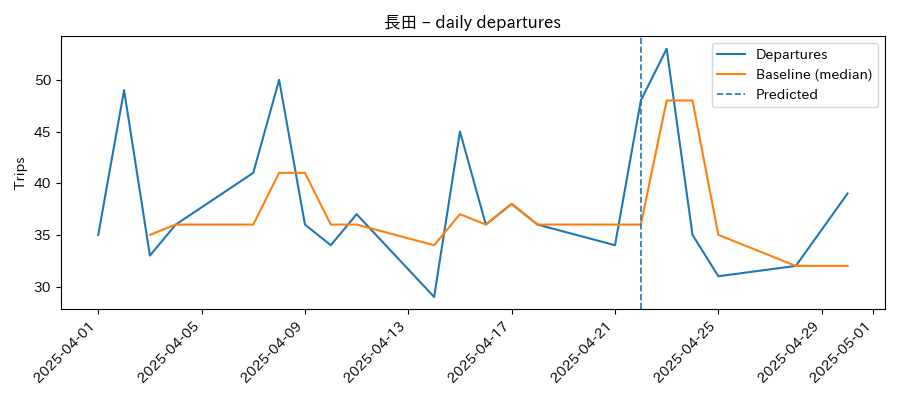 長田 – daily departures
Departures
Baseline (median)
Predicted
Trips
50
45
40
35
30
2025-04-01
2025-04-05
2025-04-09
2025-04-13
2025-04-17
2025-04-21
2025-04-25
2025-04-29
2025-05-01